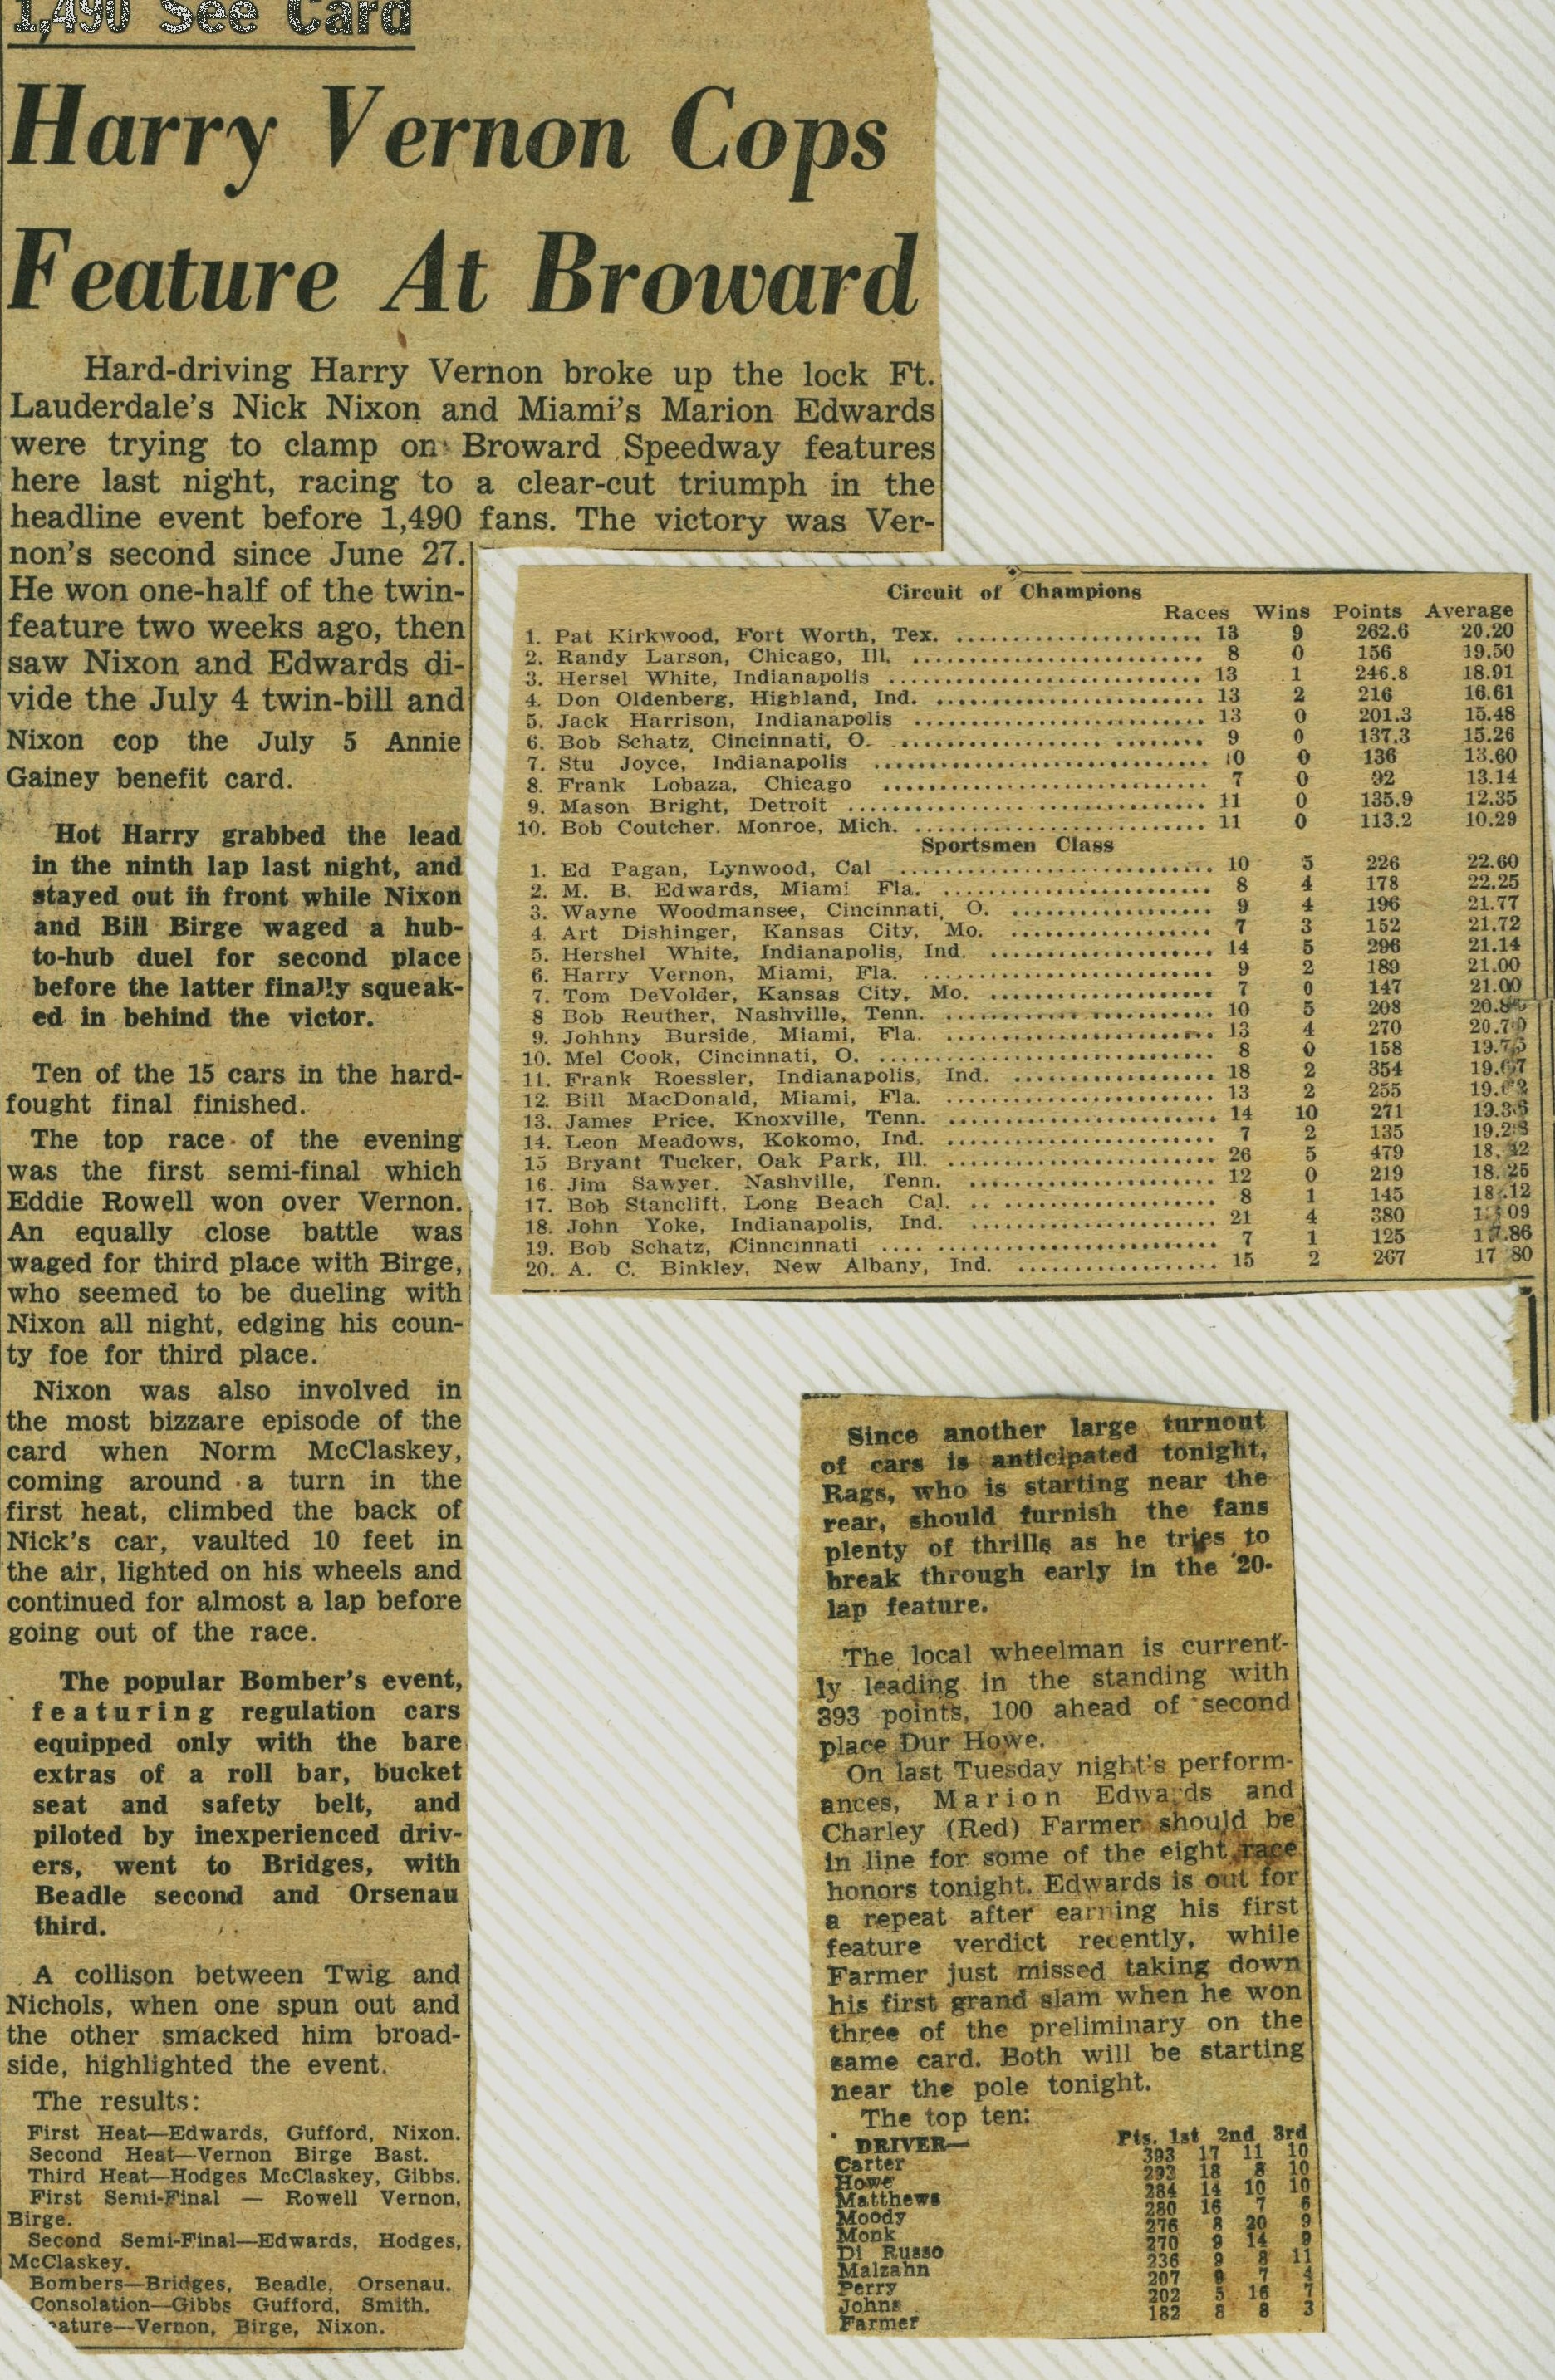 1,490 See Card
Harry Vernon Cops
Feature At Broward
Hard-driving Harry Vernon broke up the lock Ft.
Lauderdale's Nick Nixon and Miami's Marion Edwards
were trying to clamp on Broward Speedway features
here last night, racing to a clear-cut triumph in the
headline event before 1,490 fans. The victory was Ver-
non's second since June 27.
He won one-half of the twin-
feature two weeks ago, then
saw Nixon and Edwards di-
vide the July 4 twin-bill and
Nixon cop the July 5 Annie
Gainey benefit card.
Hot Harry grabbed the lead
in the ninth lap last night, and
stayed out ih front while Nixon
and Bill Birge waged a hub-
to-hub duel for second place
before the latter finally squeak-
ed in behind the victor.
Ten of the 15 cars in the hard-
fought final finished.
The top race of the evening
was the first semi-final which
Eddie Rowell won over Vernon.
An equally close battle was
waged for third place with Birge,
who seemed to be dueling with
Nixon all night, edging his coun-
ty foe for third place.
Nixon was also involved in
the most bizzare episode of the
card when Norm McClaskey,
coming around a turn in the
first heat, climbed the back of
Nick's car, vaulted 10 feet in
the air, lighted on his wheels and
continued for almost a lap before
going out of the race.
The popular Bomber's event,
featuring regulation cars
equipped only with the bare
extras of a roll bar, bucket
seat and safety belt, and
piloted by inexperienced driv-
ers, went to Bridges, with
Beadle second and Orsenau
third.
A collison between Twig and
Nichols, when one spun out and
the other smacked him broad-
side, highlighted the event.
The results:
First Heat—Edwards, Gufford, Nixon.
Second Heat—Vernon Birge Bast.
Third Heat—Hodges McClaskey, Gibbs.
First Semi-Final — Rowell Vernon,
Birge.
Second Semi-Final—Edwards, Hodges,
McClaskey.
Bombers—Bridges, Beadle, Orsenau.
Consolation—Gibbs Gufford, Smith.
ature—Vernon, Birge, Nixon.
Circuit of Champions
Races Wins Points Average
1. Pat Kirkwood, Fort Worth, Tex. ........................ 13 9 262.6 20.20
2. Randy Larson, Chicago, Ill. ............................ 8 0 156 19.50
3. Hersel White, Indianapolis .............................. 13 1 246.8 18.91
4. Don Oldenberg, Highland, Ind. ........................ 13 2 216 16.61
5. Jack Harrison, Indianapolis ............................ 13 0 201.3 15.48
6. Bob Schatz, Cincinnati, O. ............................ 9 0 137.3 15.26
7. Stu Joyce, Indianapolis ................................ 10 0 136 13.60
8. Frank Lobaza, Chicago ................................ 7 0 92 13.14
9. Mason Bright, Detroit .................................. 11 0 135.9 12.35
10. Bob Coutcher. Monroe, Mich. .......................... 11 0 113.2 10.29
Sportsmen Class
1. Ed Pagan, Lynwood, Cal .............................. 10 5 226 22.60
2. M. B. Edwards, Miami Fla. .......................... 8 4 178 22.25
3. Wayne Woodmansee, Cincinnati, O. .................. 9 4 196 21.77
4. Art Dishinger, Kansas City, Mo. .................... 7 3 152 21.72
5. Hershel White, Indianapolis, Ind. .................... 14 5 296 21.14
6. Harry Vernon, Miami, Fla. .......................... 9 2 189 21.00
7. Tom DeVolder, Kansas City, Mo. .................... 7 0 147 21.00
8 Bob Reuther, Nashville, Tenn. ........................ 10 5 208
9. Johhny Burside, Miami, Fla. ........................ 13 4 270 20.70
10. Mel Cook, Cincinnati, O. ............................ 8 0 158
11. Frank Roessler, Indianapolis, Ind. .................. 18 2 354 19.67
12. Bill MacDonald, Miami, Fla. ........................ 13 2 255
13. James Price, Knoxville, Tenn. ........................ 14 10 271
14. Leon Meadows, Kokomo, Ind. ........................ 7 2 135
15 Bryant Tucker, Oak Park, Ill. ........................ 26 5 479
16. Jim Sawyer. Nashville, Tenn. ........................ 12 0 219 18.25
17. Bob Stanclift, Long Beach Cal. ...................... 8 1 145 18.12
18. John Yoke, Indianapolis, Ind. ........................ 21 4 380
19. Bob Schatz, Cinncinnati .............................. 7 1 125 17.86
20. A. C. Binkley, New Albany, Ind. .................... 15 2 267 17 80
Since another large turnout
of cars is anticipated tonight,
Rags, who is starting near the
rear, should furnish the fans
plenty of thrills as he tries to
break through early in the 20-
lap feature.
The local wheelman is current-
ly leading in the standing with
393 points, 100 ahead of second
place Dur Howe.
On last Tuesday night's perform-
ances, Marion Edwards and
Charley (Red) Farmer should be
in line for some of the eight race
honors tonight. Edwards is out for
a repeat after earning his first
feature verdict recently, while
Farmer just missed taking down
his first grand slam when he won
three of the preliminary on the
same card. Both will be starting
near the pole tonight.
The top ten:
DRIVER— Pts. 1st 2nd 3rd
Carter 393 17 11 10
Howe 293 18 8 10
Matthews 284 14 10 10
Moody 280 16 7 6
Monk 276 8 20 9
Di Russo 270 9 14 9
Malzahn 236 9 8 11
Perry 207 9 7 4
Johns 202 5 16 7
Farmer 182 8 8 3